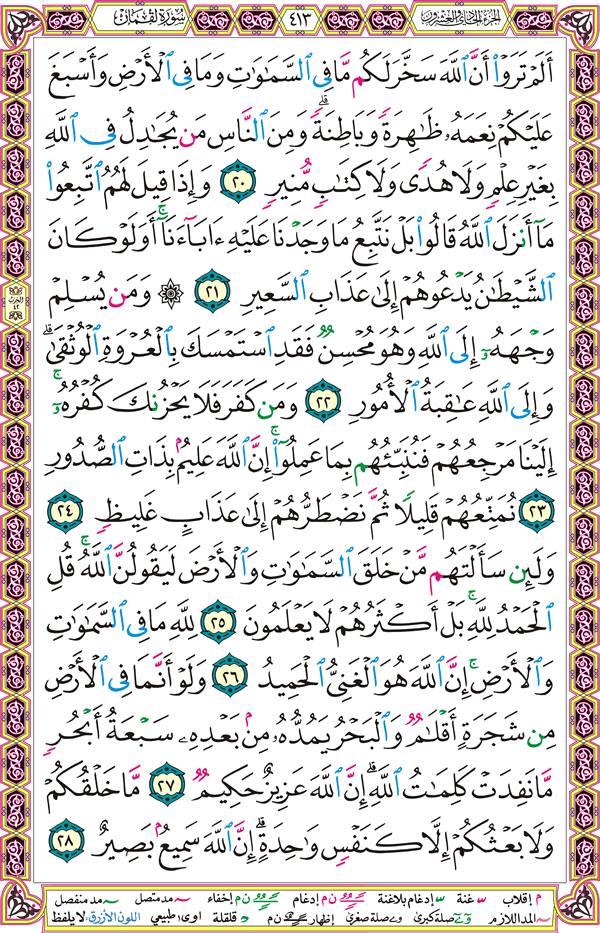 الجزء الحادي والعشرون ٤١٣ سورة لقمان
أَلَمْ تَرَوْا۟ أَنَّ ٱللَّهَ سَخَّرَ لَكُم مَّا فِى ٱلسَّمَـٰوَٰتِ وَمَا فِى ٱلْأَرْضِ وَأَسْبَغَ
عَلَيْكُمْ نِعَمَهُۥ ظَـٰهِرَةً وَبَاطِنَةً ۗ وَمِنَ ٱلنَّاسِ مَن يُجَـٰدِلُ فِى ٱللَّهِ
بِغَيْرِ عِلْمٍ وَلَا هُدًى وَلَا كِتَـٰبٍ مُّنِيرٍ ٢٠ وَإِذَا قِيلَ لَهُمُ ٱتَّبِعُوا۟
مَآ أَنزَلَ ٱللَّهُ قَالُوا۟ بَلْ نَتَّبِعُ مَا وَجَدْنَا عَلَيْهِ ءَابَآءَنَآ ۚ أَوَلَوْ كَانَ
ٱلشَّيْطَـٰنُ يَدْعُوهُمْ إِلَىٰ عَذَابِ ٱلسَّعِيرِ ٢١ ۞ وَمَن يُسْلِمْ
وَجْهَهُۥٓ إِلَى ٱللَّهِ وَهُوَ مُحْسِنٌ فَقَدِ ٱسْتَمْسَكَ بِٱلْعُرْوَةِ ٱلْوُثْقَىٰ ۗ
وَإِلَى ٱللَّهِ عَـٰقِبَةُ ٱلْأُمُورِ ٢٢ وَمَن كَفَرَ فَلَا يَحْزُنكَ كُفْرُهُۥٓ ۚ
إِلَيْنَا مَرْجِعُهُمْ فَنُنَبِّئُهُم بِمَا عَمِلُوٓا۟ ۚ إِنَّ ٱللَّهَ عَلِيمٌۢ بِذَاتِ ٱلصُّدُورِ
٢٣ نُمَتِّعُهُمْ قَلِيلًا ثُمَّ نَضْطَرُّهُمْ إِلَىٰ عَذَابٍ غَلِيظٍ ٢٤
وَلَئِن سَأَلْتَهُم مَّنْ خَلَقَ ٱلسَّمَـٰوَٰتِ وَٱلْأَرْضَ لَيَقُولُنَّ ٱللَّهُ ۚ قُلِ
ٱلْحَمْدُ لِلَّهِ ۚ بَلْ أَكْثَرُهُمْ لَا يَعْلَمُونَ ٢٥ لِلَّهِ مَا فِى ٱلسَّمَـٰوَٰتِ
وَٱلْأَرْضِ ۚ إِنَّ ٱللَّهَ هُوَ ٱلْغَنِىُّ ٱلْحَمِيدُ ٢٦ وَلَوْ أَنَّمَا فِى ٱلْأَرْضِ
مِن شَجَرَةٍ أَقْلَـٰمٌ وَٱلْبَحْرُ يَمُدُّهُۥ مِنۢ بَعْدِهِۦ سَبْعَةُ أَبْحُرٍ
مَّا نَفِدَتْ كَلِمَـٰتُ ٱللَّهِ ۗ إِنَّ ٱللَّهَ عَزِيزٌ حَكِيمٌ ٢٧ مَّا خَلْقُكُمْ
وَلَا بَعْثُكُمْ إِلَّا كَنَفْسٍ وَٰحِدَةٍ ۗ إِنَّ ٱللَّهَ سَمِيعٌۢ بَصِيرٌ ٢٨
م إقلاب غنة إدغام بلاغنة ن م إدغام ن م إخفاء مد متصل مد منفصل
المد اللازم صلة كبرى صلة صغرى إظهار ن م قلقلة اوى: طبيعي اللون الأزرق: لا يلفظ